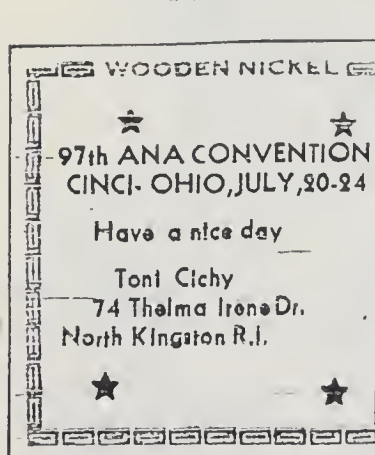 WOODEN NICKEL
97th ANA CONVENTION
CINCI- OHIO, JULY, 20-24
Have a nice day
Toni Cichy
74 Thelma Irene Dr.
North Kingston R.I.